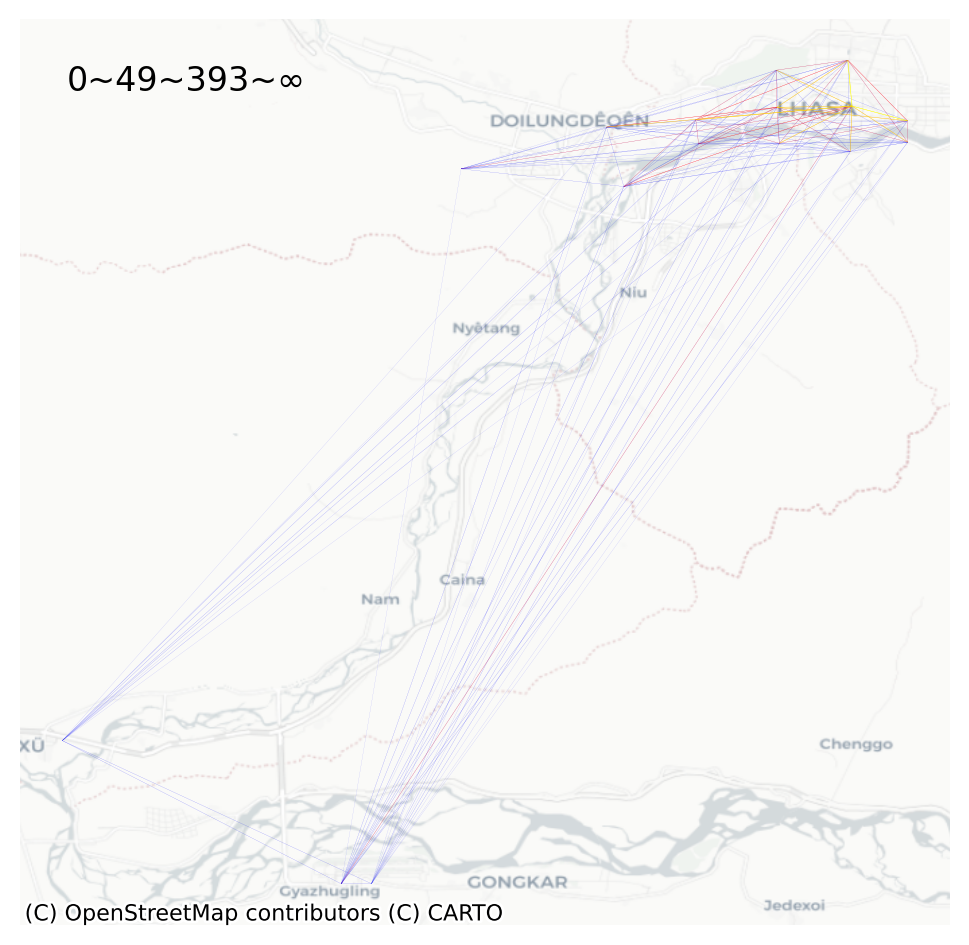 0~49~393~∞
LHASA
DOILUNGDÊQÊN
Niu
Nyêtang
Caina
Nam
XÜ
Chenggo
GONGKAR
Gyazhugling
Jedexoi
(C) OpenStreetMap contributors (C) CARTO